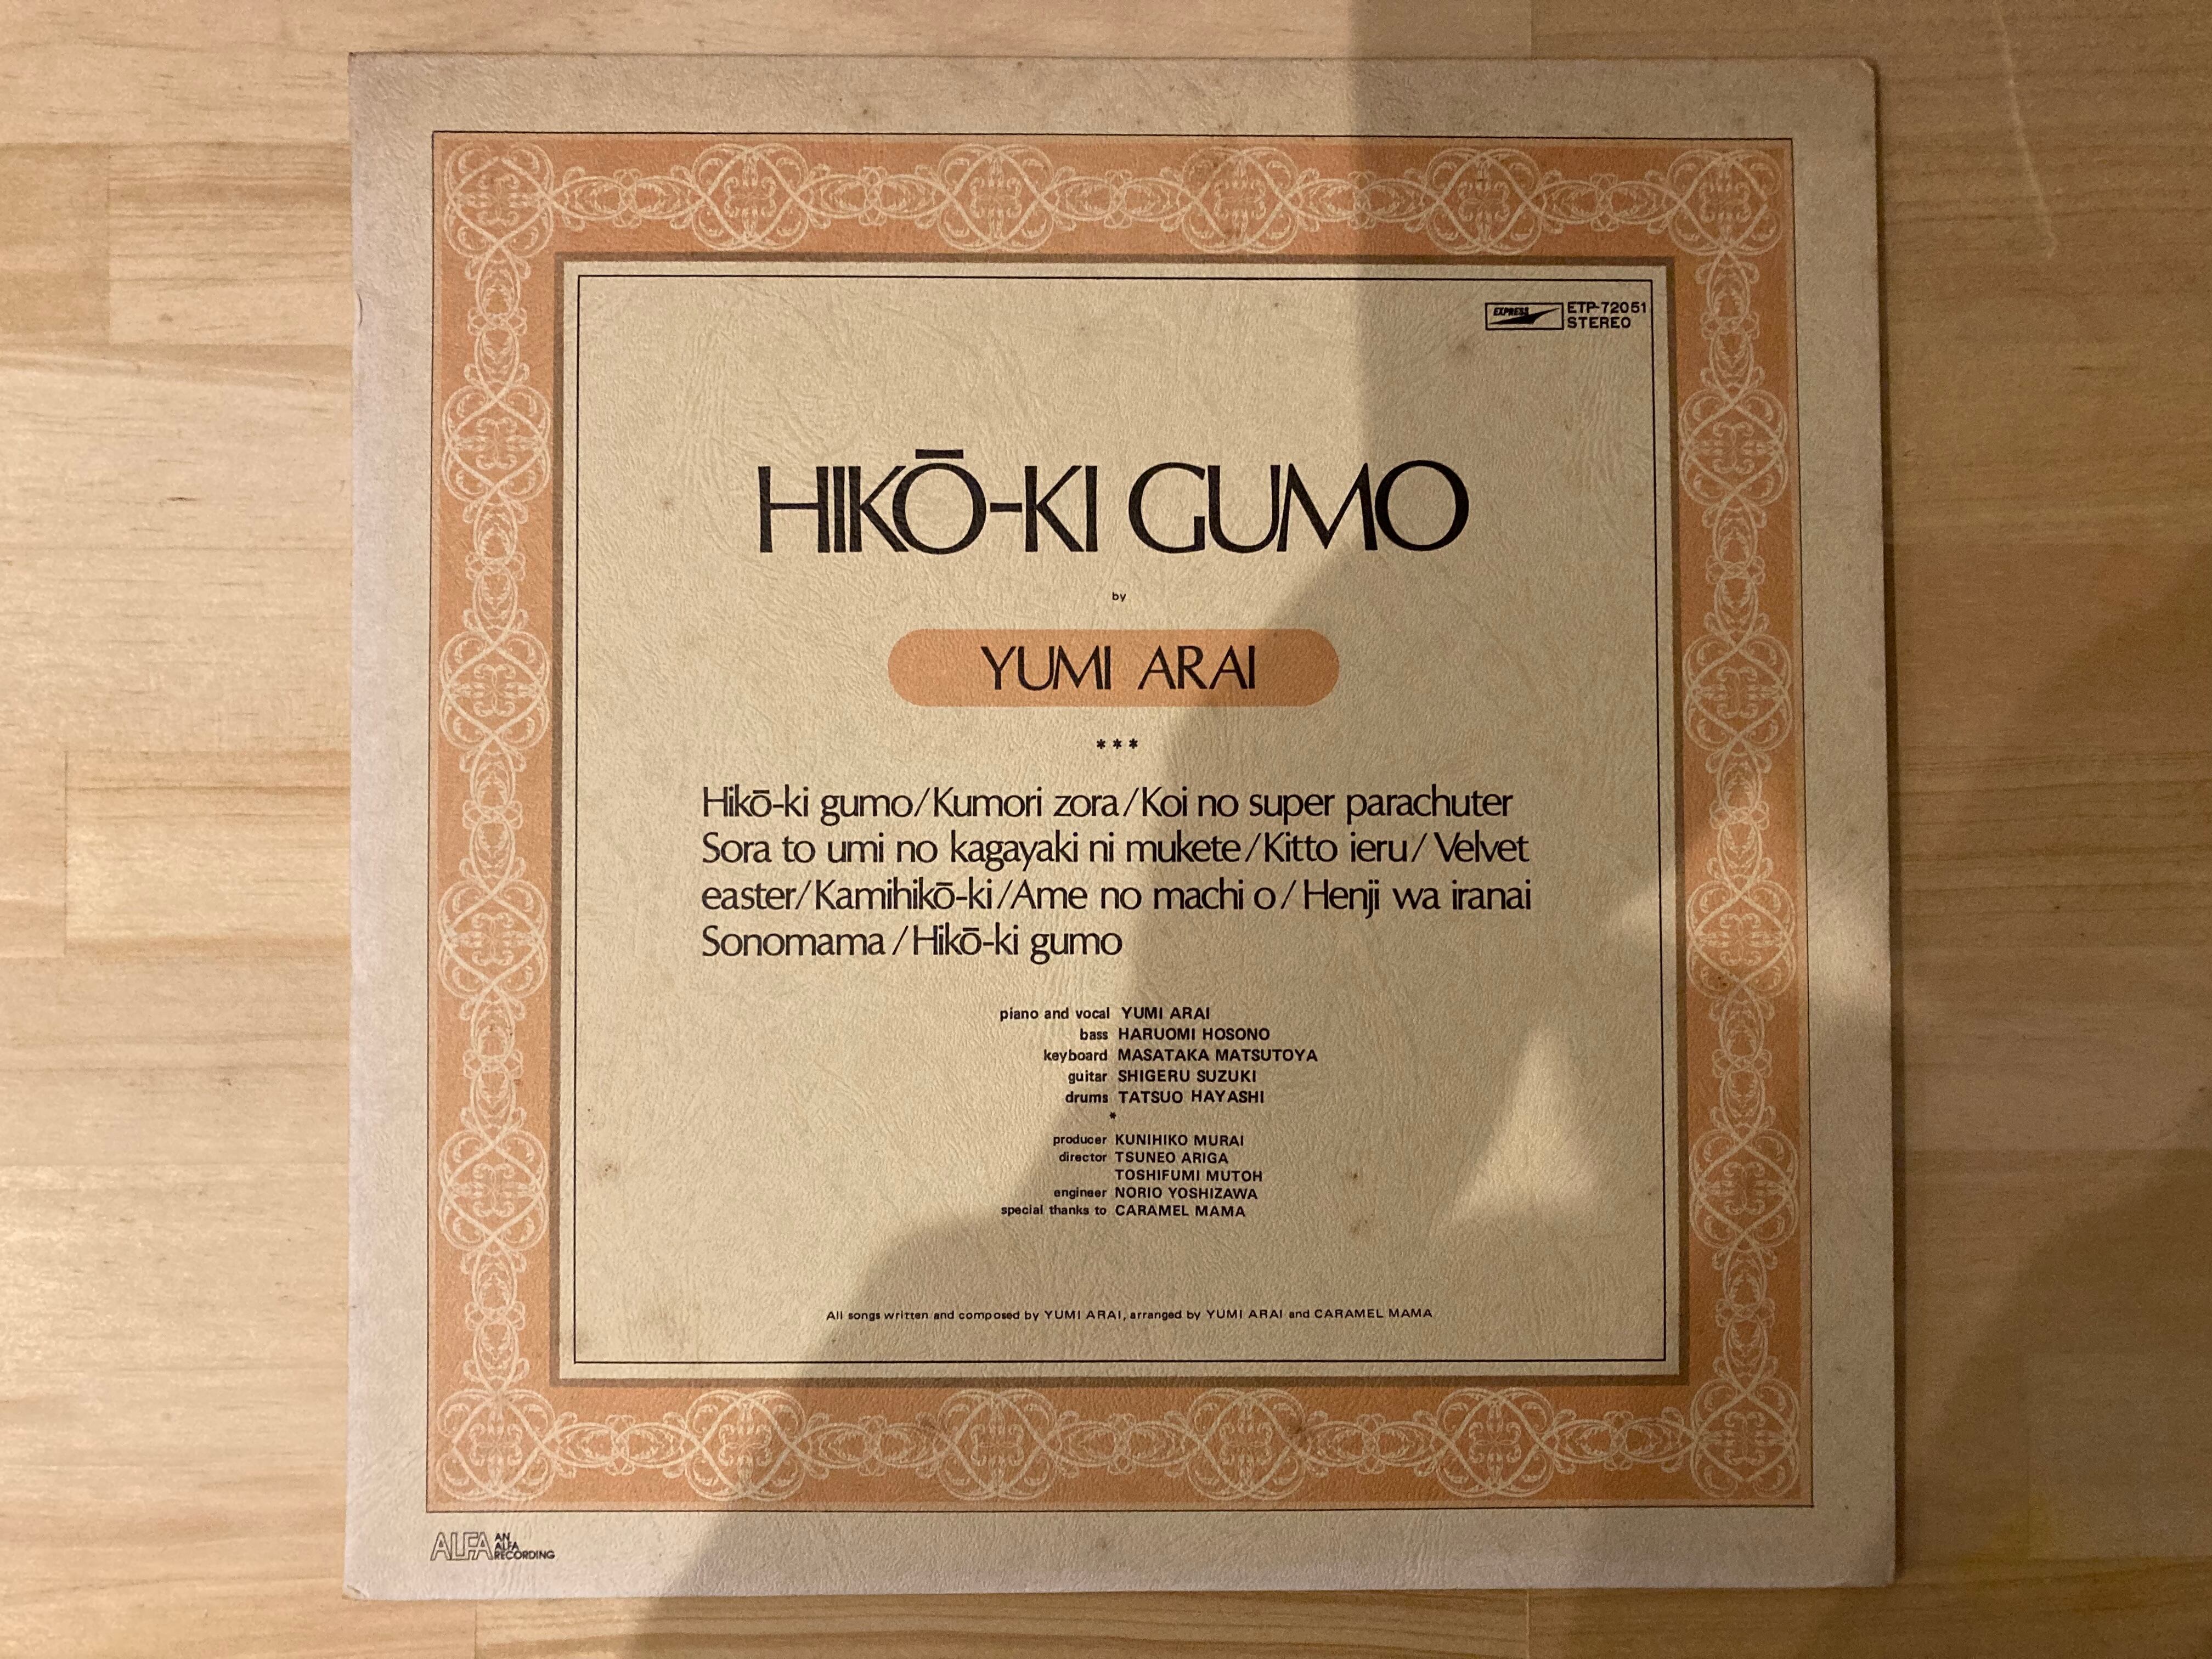 EXPRESS ETP-72051
STEREO
HIKŌ-KI GUMO
by
YUMI ARAI
***
Hikō-ki gumo/Kumori zora/Koi no super parachuter
Sora to umi no kagayaki ni mukete/Kitto ieru/Velvet
easter/Kamihikō-ki/Ame no machi o/Henji wa iranai
Sonomama/Hikō-ki gumo
piano and vocal YUMI ARAI
bass HARUOMI HOSONO
keyboard MASATAKA MATSUTOYA
guitar SHIGERU SUZUKI
drums TATSUO HAYASHI
*
producer KUNIHIKO MURAI
director TSUNEO ARIGA
TOSHIFUMI MUTOH
engineer NORIO YOSHIZAWA
special thanks to CARAMEL MAMA
All songs written and composed by YUMI ARAI, arranged by YUMI ARAI and CARAMEL MAMA
ALFA AN
ALFA
RECORDING